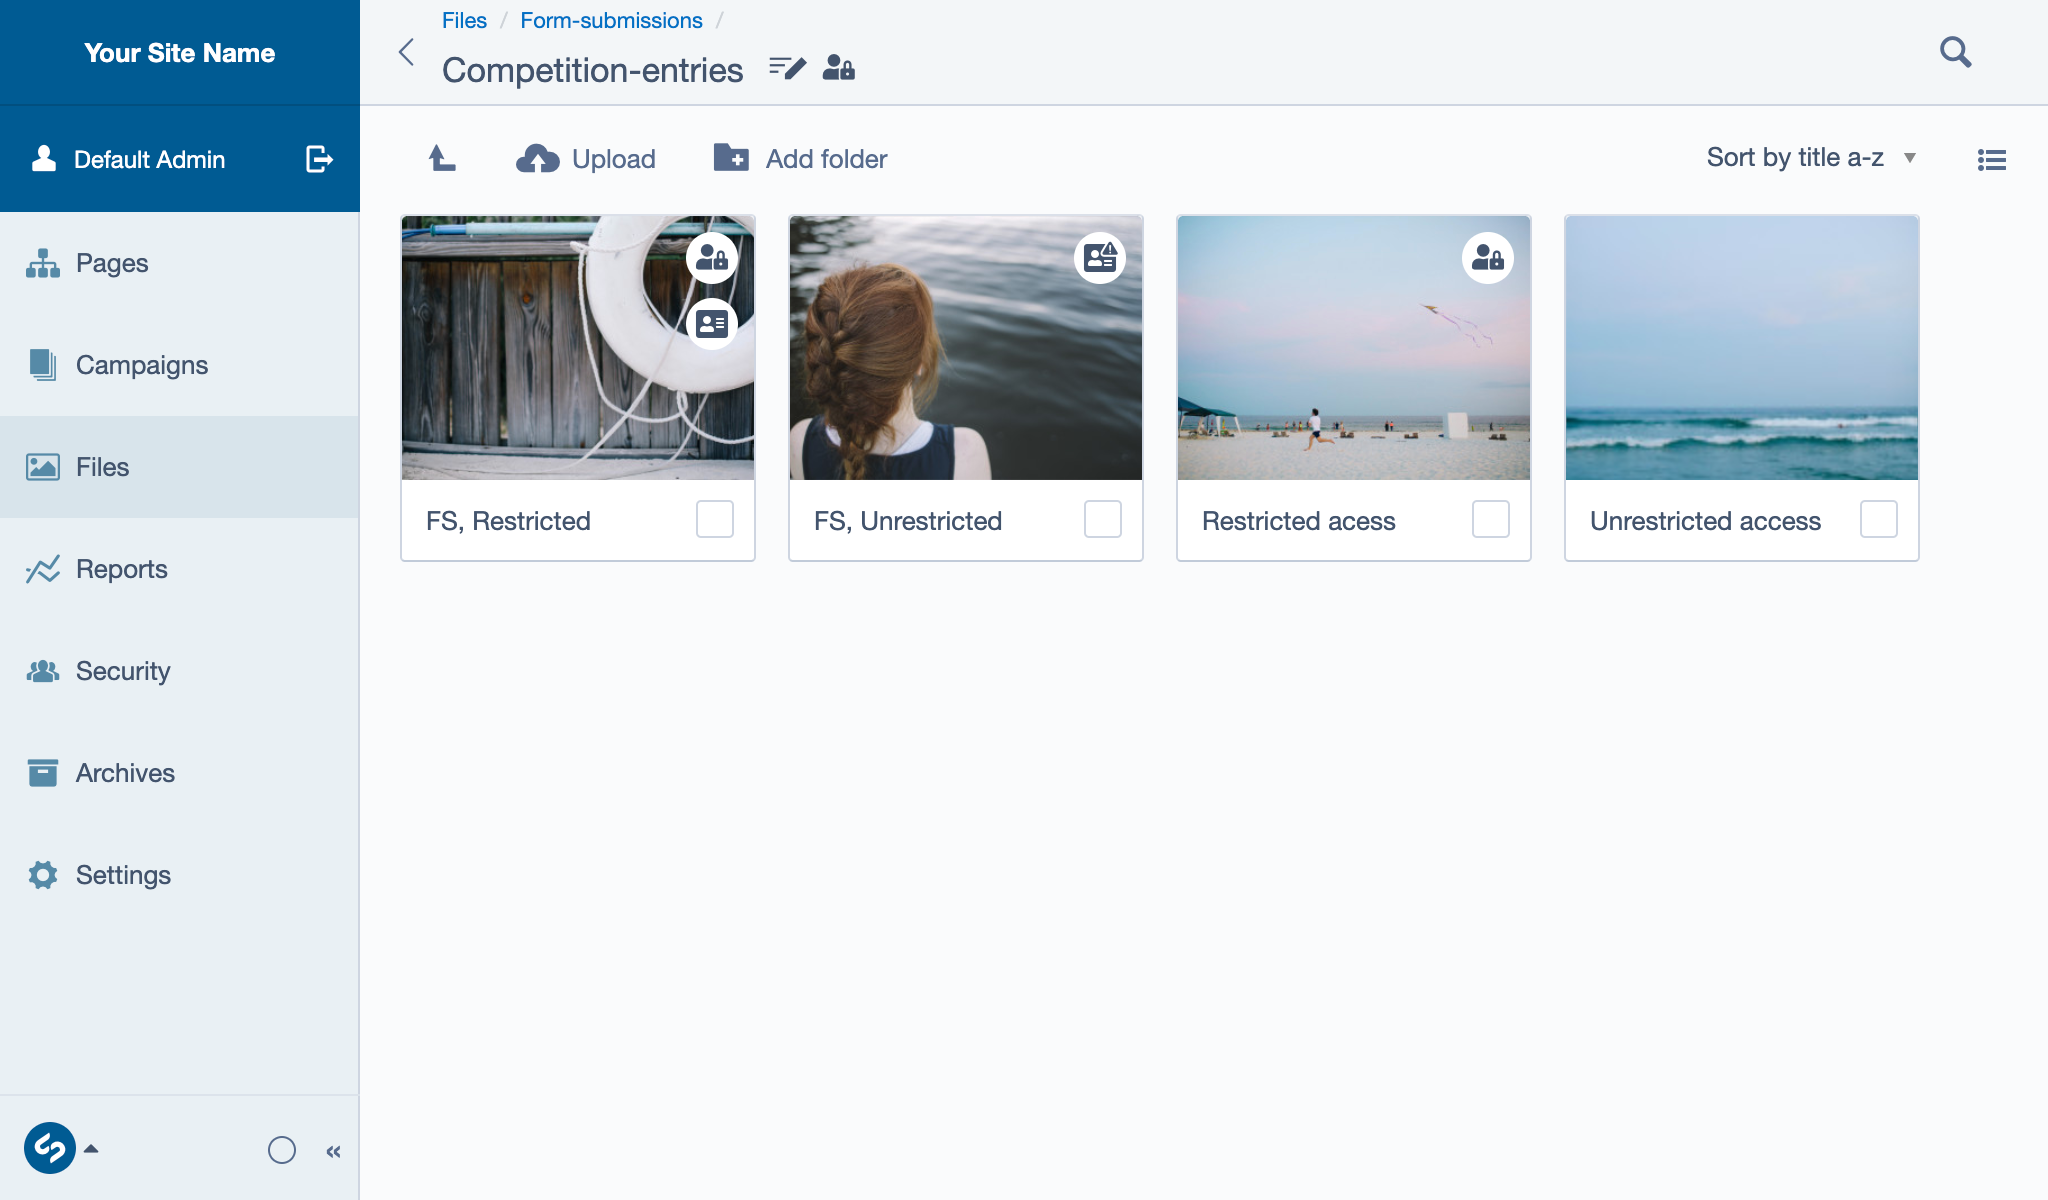 Your Site Name
Default Admin
Pages
Campaigns
Files
Reports
Security
Archives
Settings
«
Files / Form-submissions /
Competition-entries
Upload
Add folder
Sort by title a-z
FS, Restricted
FS, Unrestricted
Restricted acess
Unrestricted access